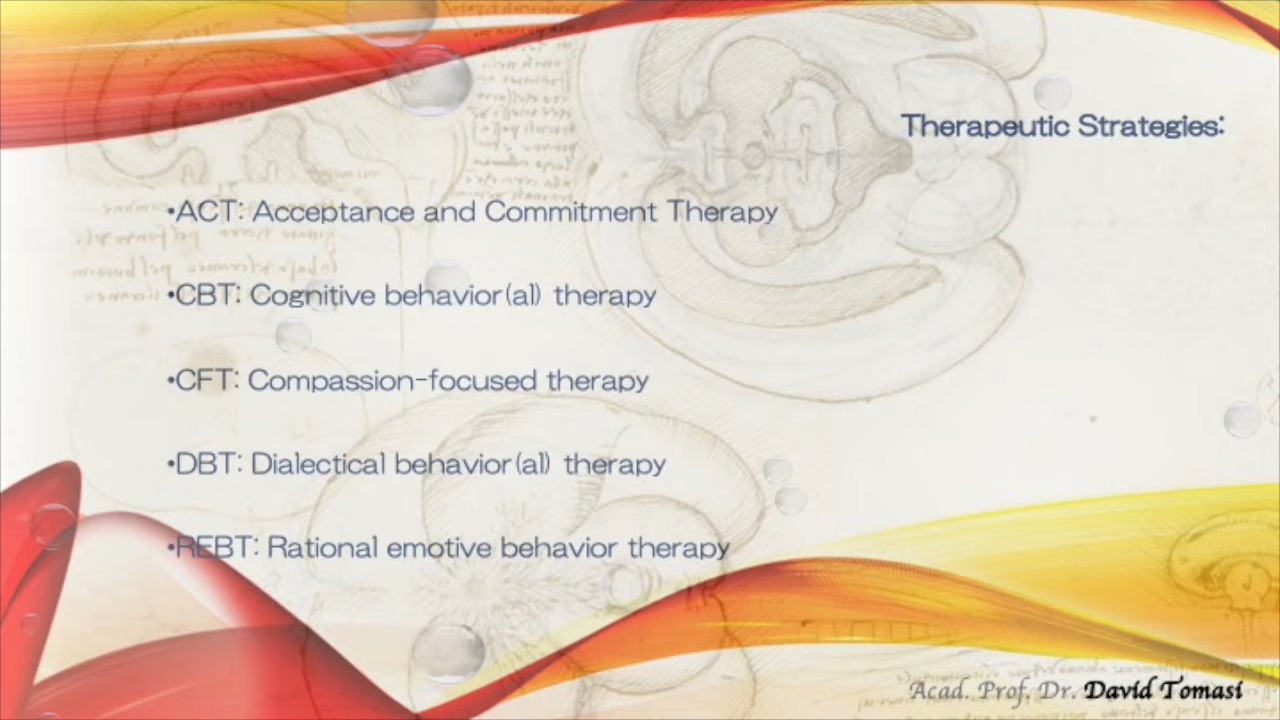 Therapeutic Strategies:
•ACT: Acceptance and Commitment Therapy
•CBT: Cognitive behavior(al) therapy
•CFT: Compassion-focused therapy
•DBT: Dialectical behavior(al) therapy
•REBT: Rational emotive behavior therapy
Acad. Prof. Dr. David Tomasi